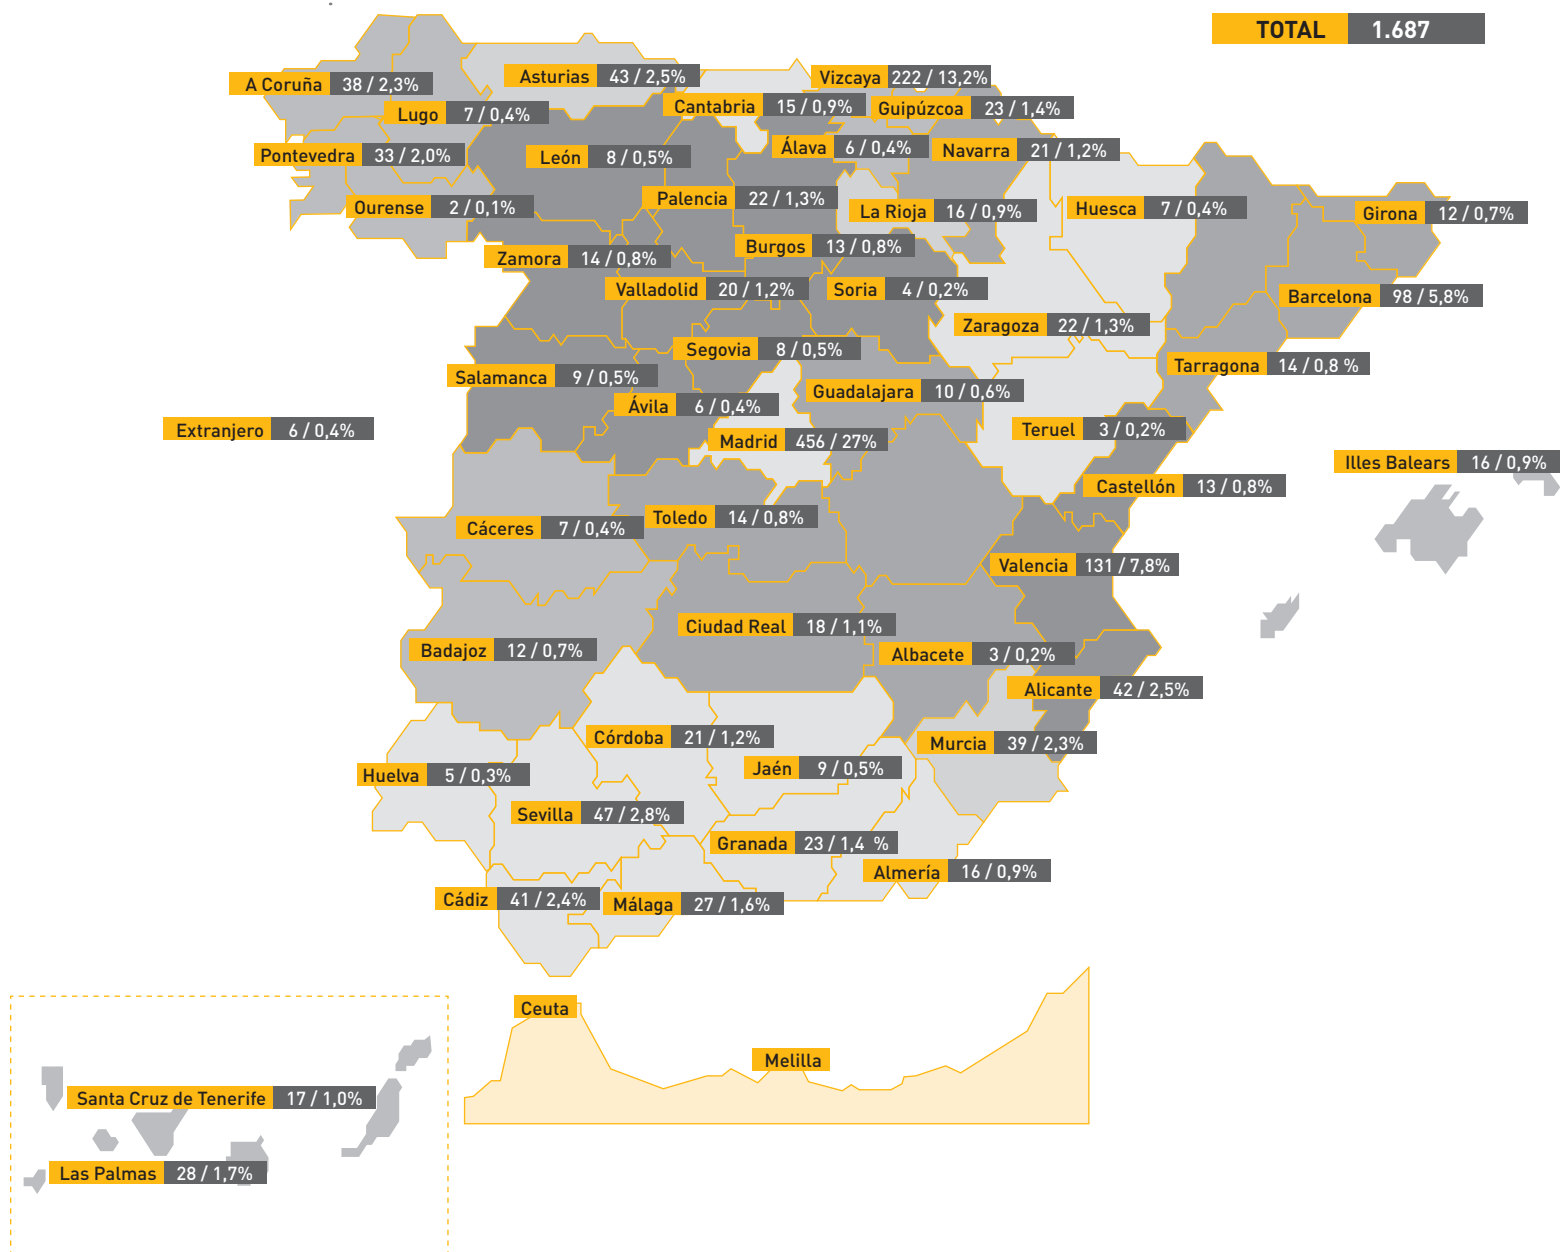 TOTAL 1.687
A Coruña 38 / 2,3%
Asturias 43 / 2,5%
Vizcaya 222 / 13,2%
Lugo 7 / 0,4%
Cantabria 15 / 0,9%
Guipúzcoa 23 / 1,4%
Pontevedra 33 / 2,0%
León 8 / 0,5%
Álava 6 / 0,4%
Navarra 21 / 1,2%
Ourense 2 / 0,1%
Palencia 22 / 1,3%
La Rioja 16 / 0,9%
Huesca 7 / 0,4%
Girona 12 / 0,7%
Zamora 14 / 0,8%
Burgos 13 / 0,8%
Valladolid 20 / 1,2%
Soria 4 / 0,2%
Barcelona 98 / 5,8%
Zaragoza 22 / 1,3%
Segovia 8 / 0,5%
Tarragona 14 / 0,8 %
Salamanca 9 / 0,5%
Guadalajara 10 / 0,6%
Ávila 6 / 0,4%
Extranjero 6 / 0,4%
Madrid 456 / 27%
Teruel 3 / 0,2%
Illes Balears 16 / 0,9%
Castellón 13 / 0,8%
Cáceres 7 / 0,4%
Toledo 14 / 0,8%
Valencia 131 / 7,8%
Ciudad Real 18 / 1,1%
Badajoz 12 / 0,7%
Albacete 3 / 0,2%
Alicante 42 / 2,5%
Córdoba 21 / 1,2%
Murcia 39 / 2,3%
Huelva 5 / 0,3%
Jaén 9 / 0,5%
Sevilla 47 / 2,8%
Granada 23 / 1,4 %
Almería 16 / 0,9%
Cádiz 41 / 2,4%
Málaga 27 / 1,6%
Ceuta
Melilla
Santa Cruz de Tenerife 17 / 1,0%
Las Palmas 28 / 1,7%